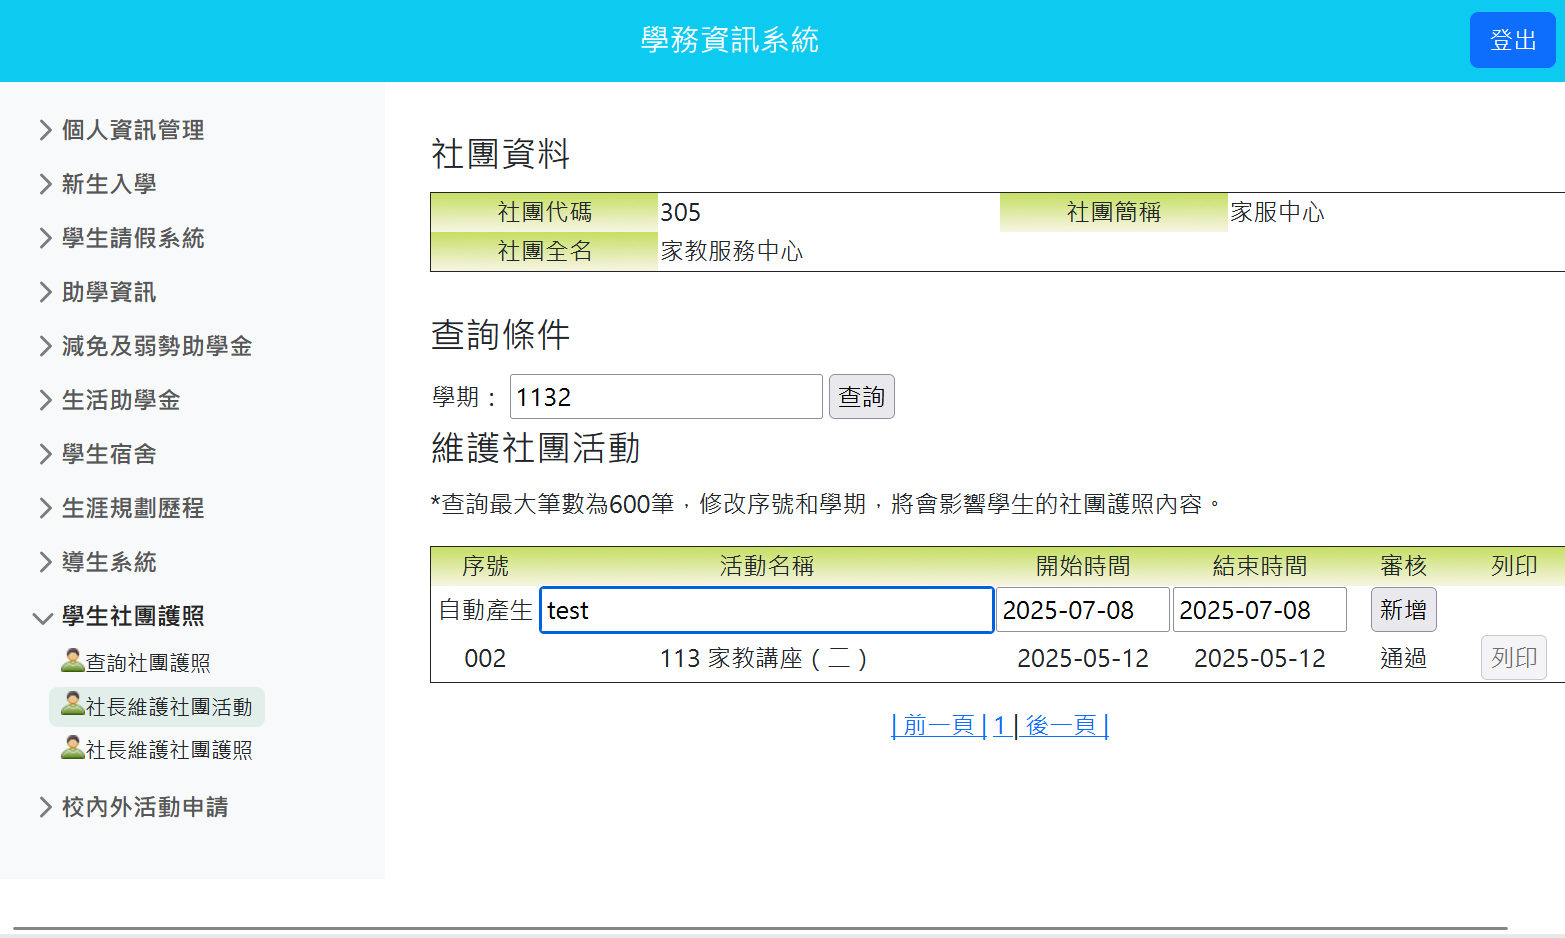 學務資訊系統
登出
個人資訊管理
新生入學
學生請假系統
助學資訊
減免及弱勢助學金
生活助學金
學生宿舍
生涯規劃歷程
導生系統
學生社團護照
查詢社團護照
社長維護社團活動
社長維護社團護照
校內外活動申請
社團資料
社團代碼 305 社團簡稱 家服中心
社團全名 家教服務中心
查詢條件
學期： 1132 查詢
維護社團活動
*查詢最大筆數為600筆，修改序號和學期，將會影響學生的社團護照內容。
序號 活動名稱 開始時間 結束時間 審核 列印
自動產生 test 2025-07-08 2025-07-08 新增
002 113 家教講座（二） 2025-05-12 2025-05-12 通過 列印
| 前一頁 | 1 | 後一頁 |